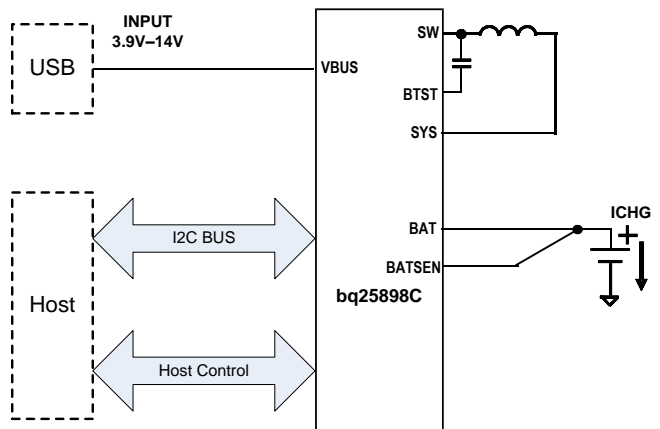 INPUT
3.9V–14V
USB
VBUS
SW
BTST
SYS
I2C BUS
Host
Host Control
BAT
BATSEN
bq25898C
ICHG
+